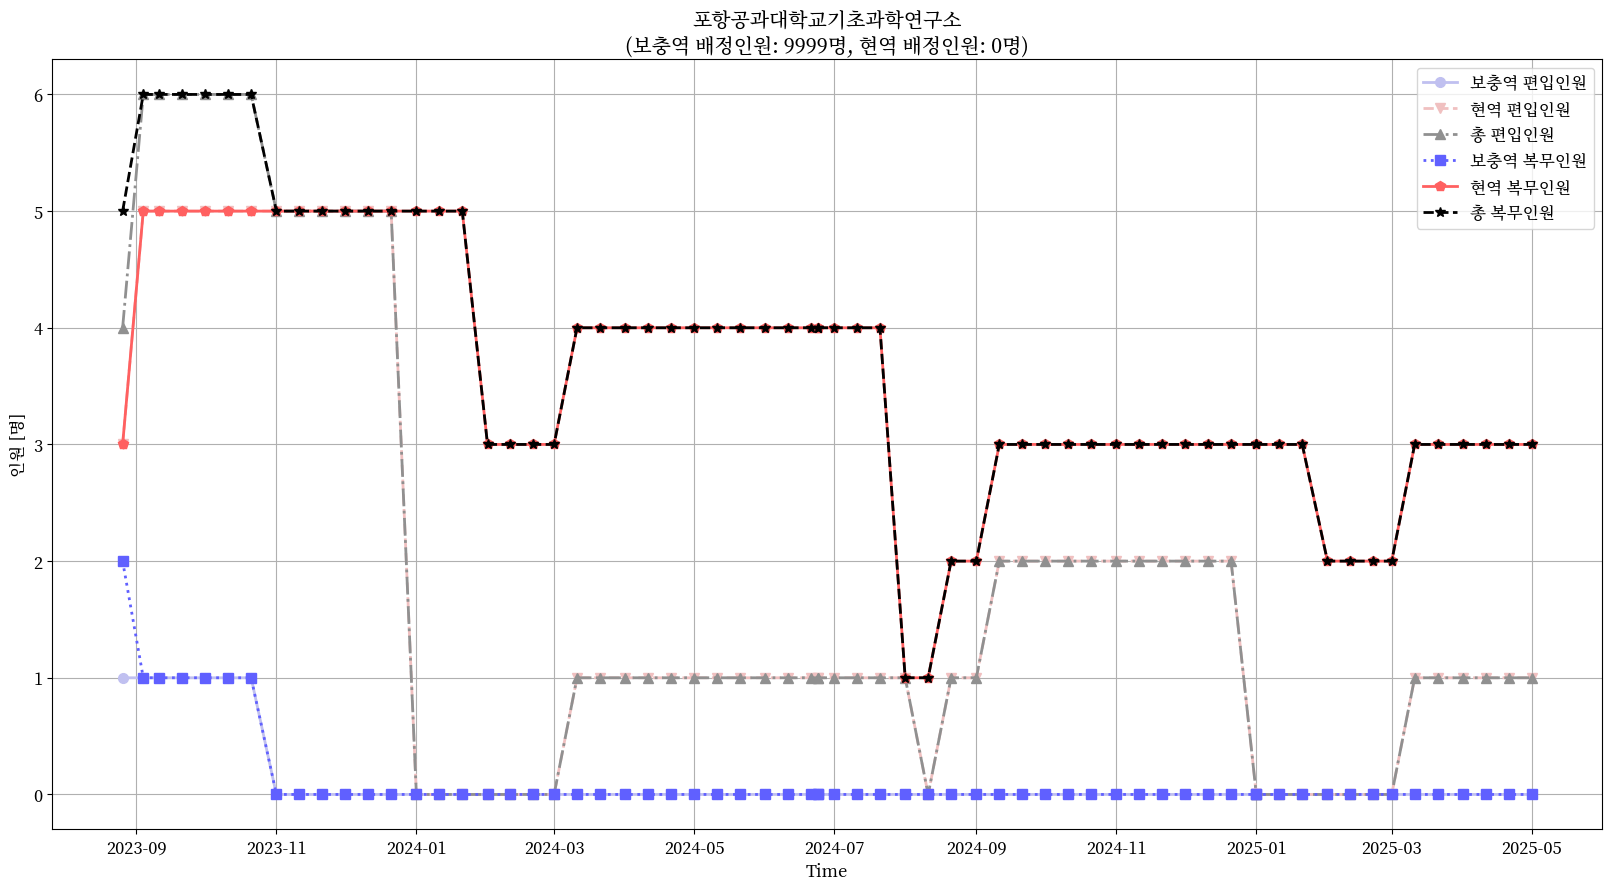 포항공과대학교기초과학연구소
(보충역 배정인원: 9999명, 현역 배정인원: 0명)
보충역 편입인원
현역 편입인원
총 편입인원
보충역 복무인원
현역 복무인원
총 복무인원
인원 [명]
6
5
4
3
2
1
0
2023-09
2023-11
2024-01
2024-03
2024-05
2024-07
2024-09
2024-11
2025-01
2025-03
2025-05
Time